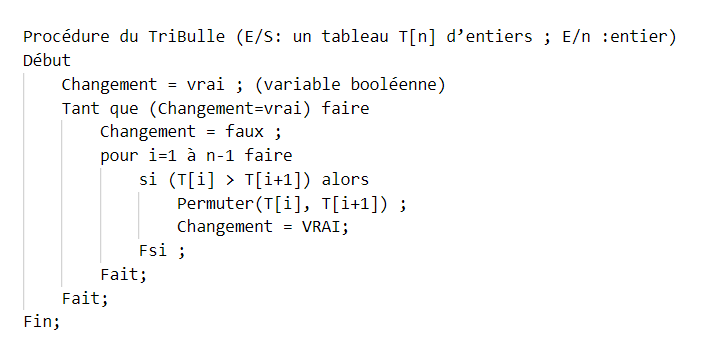 Procédure du TriBulle (E/S: un tableau T[n] d’entiers ; E/n :entier)
Début
Changement = vrai ; (variable booléenne)
Tant que (Changement=vrai) faire
Changement = faux ;
pour i=1 à n-1 faire
si (T[i] > T[i+1]) alors
Permuter(T[i], T[i+1]) ;
Changement = VRAI;
Fsi ;
Fait;
Fait;
Fin;